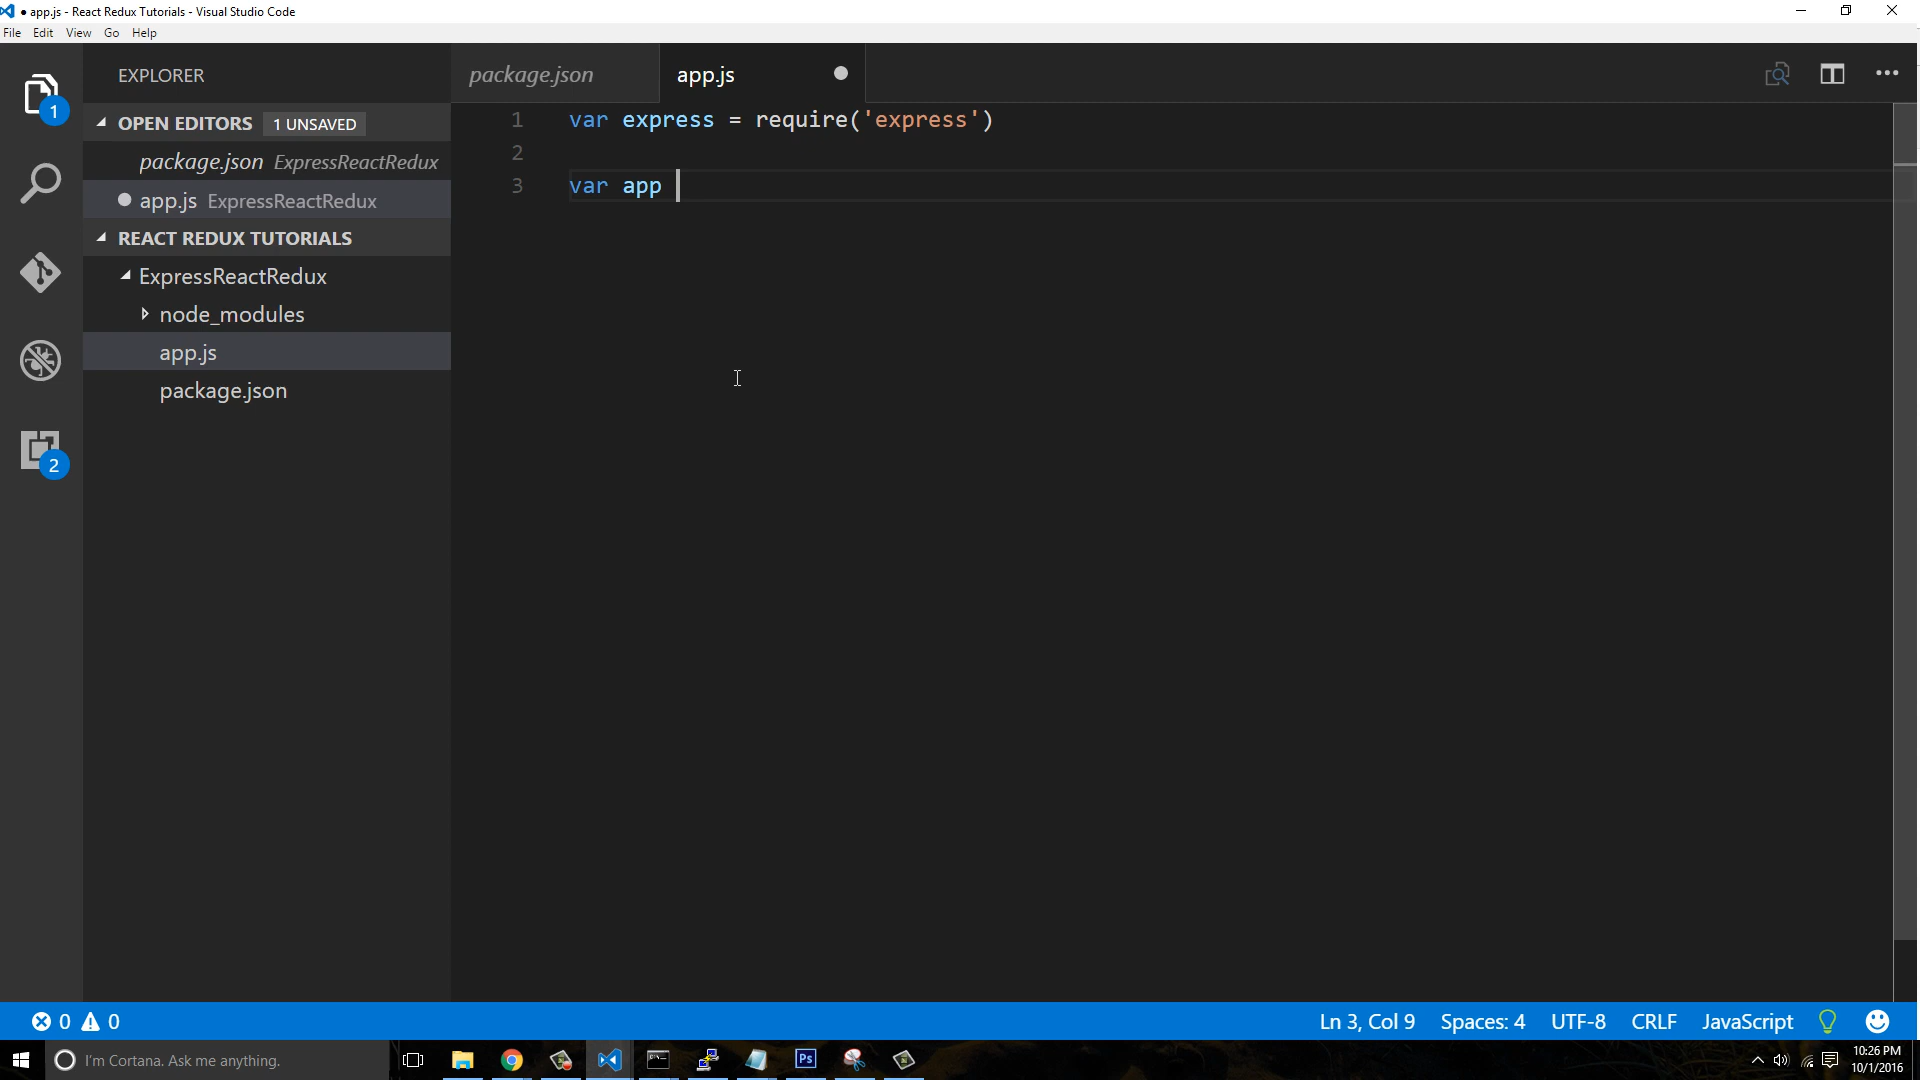 ● app.js - React Redux Tutorials - Visual Studio Code
File Edit View Go Help
EXPLORER
package.json app.js
1
OPEN EDITORS 1 UNSAVED
package.json ExpressReactRedux
app.js ExpressReactRedux
REACT REDUX TUTORIALS
ExpressReactRedux
node_modules
app.js
package.json
2
1 var express = require('express')
2
3 var app
0 0
Ln 3, Col 9 Spaces: 4 UTF-8 CRLF JavaScript
I'm Cortana. Ask me anything.
Ps
10:26 PM
10/1/2016